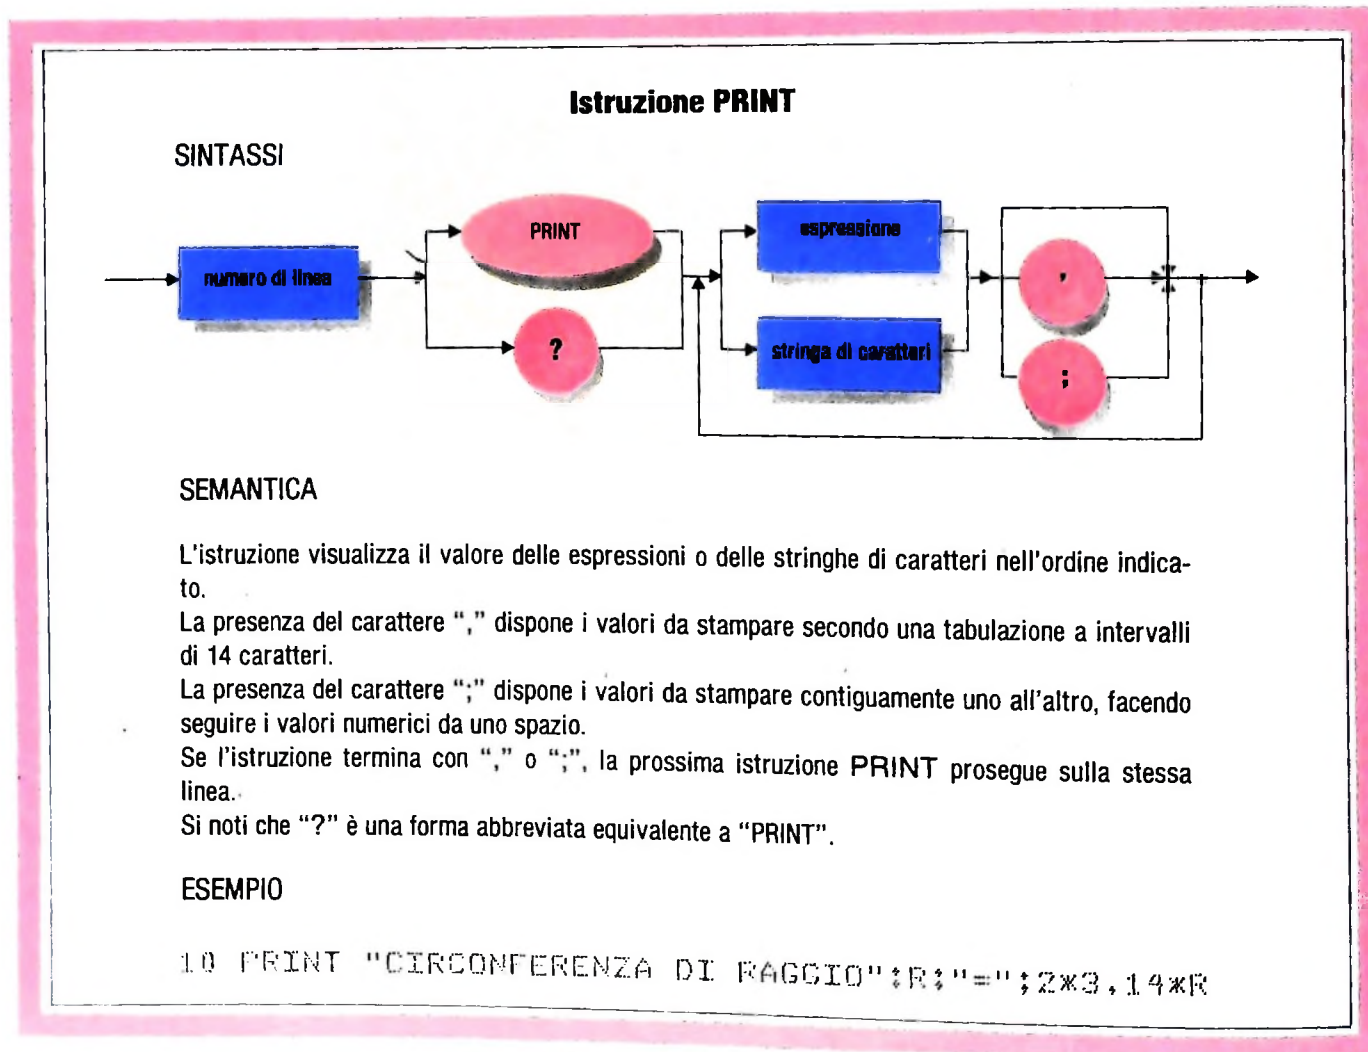 Istruzione PRINT
SINTASSI
numero di linea
PRINT
?
espressione
stringa di caratteri
,
;
SEMANTICA
L'istruzione visualizza il valore delle espressioni o delle stringhe di caratteri nell'ordine indica-
to.
La presenza del carattere “,” dispone i valori da stampare secondo una tabulazione a intervalli
di 14 caratteri.
La presenza del carattere “;” dispone i valori da stampare contiguamente uno all'altro, facendo
seguire i valori numerici da uno spazio.
Se l'istruzione termina con “,” o “;”, la prossima istruzione PRINT prosegue sulla stessa
linea.
Si noti che “?” è una forma abbreviata equivalente a “PRINT”.
ESEMPIO
10 PRINT "CIRCONFERENZA DI RAGGIO";R;"=";2*3.14*R